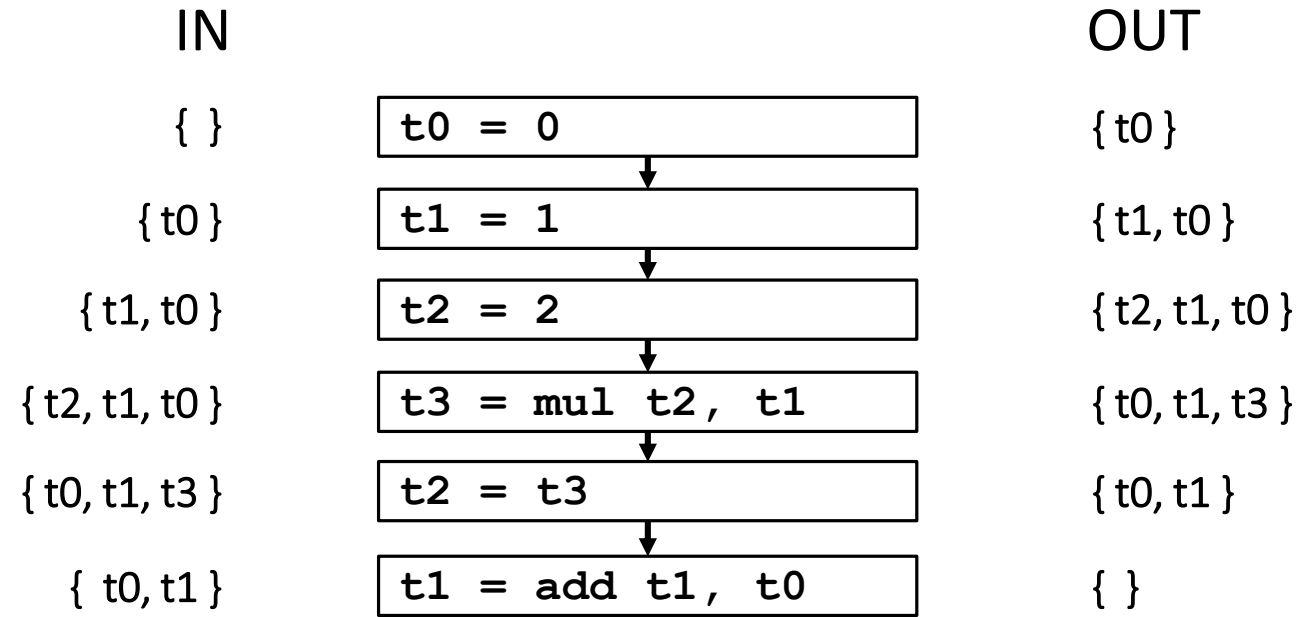 IN OUT
{ } t0 = 0 { t0 }
{ t0 } t1 = 1 { t1, t0 }
{ t1, t0 } t2 = 2 { t2, t1, t0 }
{ t2, t1, t0 } t3 = mul t2, t1 { t0, t1, t3 }
{ t0, t1, t3 } t2 = t3 { t0, t1 }
{ t0, t1 } t1 = add t1, t0 { }